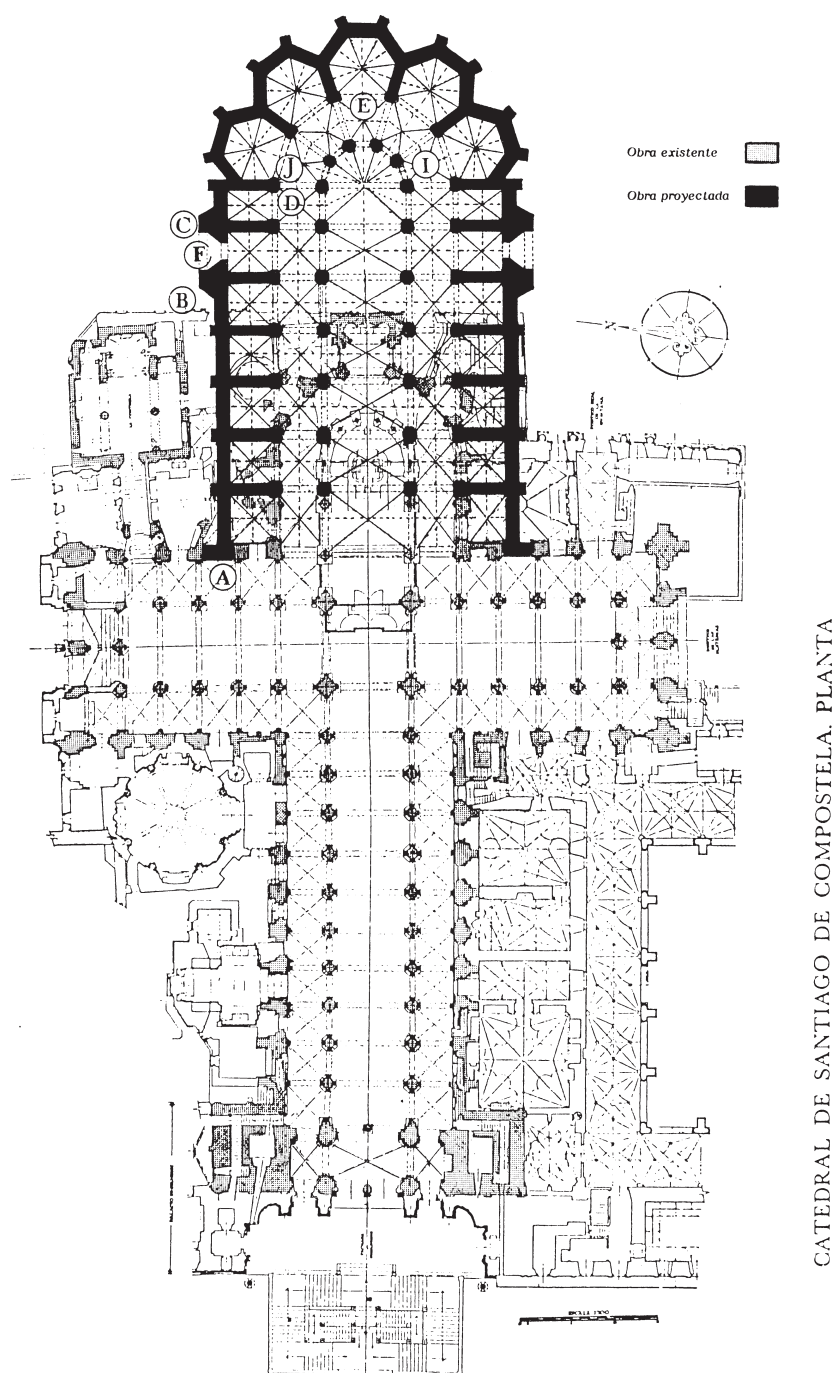 E
J
I
D
C
F
B
A
Obra existente
Obra proyectada
N
CATEDRAL DE SANTIAGO DE COMPOSTELA. PLANTA